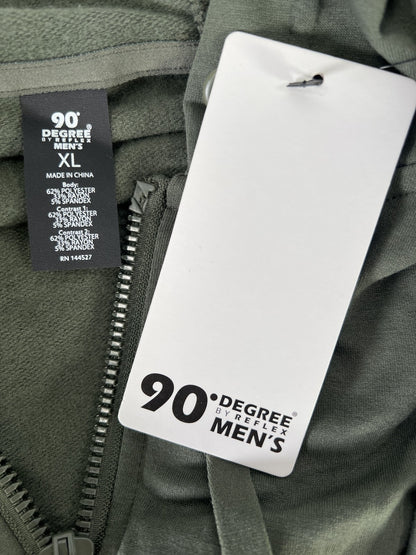 90°
DEGREE®
BY REFLEX
MEN'S
XL
MADE IN CHINA
Body:
62% POLYESTER
33% RAYON
5% SPANDEX
Contrast 1:
62% POLYESTER
33% RAYON
5% SPANDEX
Contrast 2:
62% POLYESTER
33% RAYON
5% SPANDEX
RN 144527
90°
DEGREE®
BY REFLEX
MEN'S